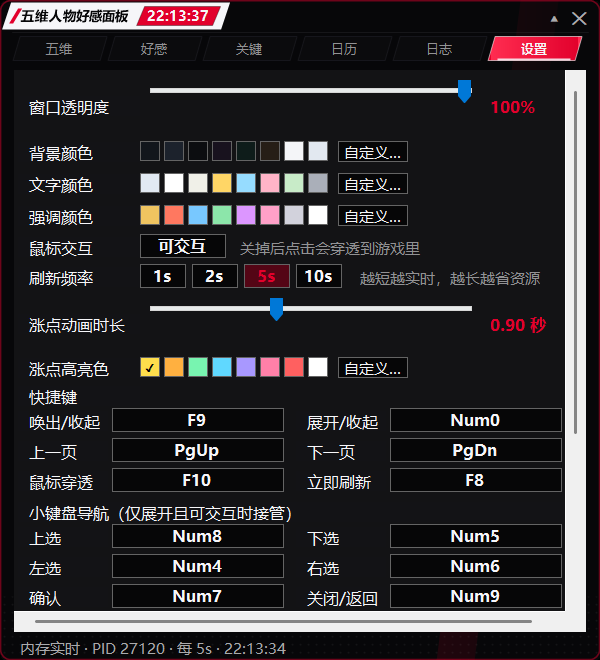 五维人物好感面板 22:13:37
五维 好感 关键 日历 日志 设置
窗口透明度 100%
背景颜色 自定义...
文字颜色 自定义...
强调颜色 自定义...
鼠标交互 可交互 关掉后点击会穿透到游戏里
刷新频率 1s 2s 5s 10s 越短越实时，越长越省资源
涨点动画时长 0.90 秒
涨点高亮色 自定义...
快捷键
唤出/收起 F9 展开/收起 Num0
上一页 PgUp 下一页 PgDn
鼠标穿透 F10 立即刷新 F8
小键盘导航（仅展开且可交互时接管）
上选 Num8 下选 Num5
左选 Num4 右选 Num6
确认 Num7 关闭/返回 Num9
内存实时 · PID 27120 · 每 5s · 22:13:34